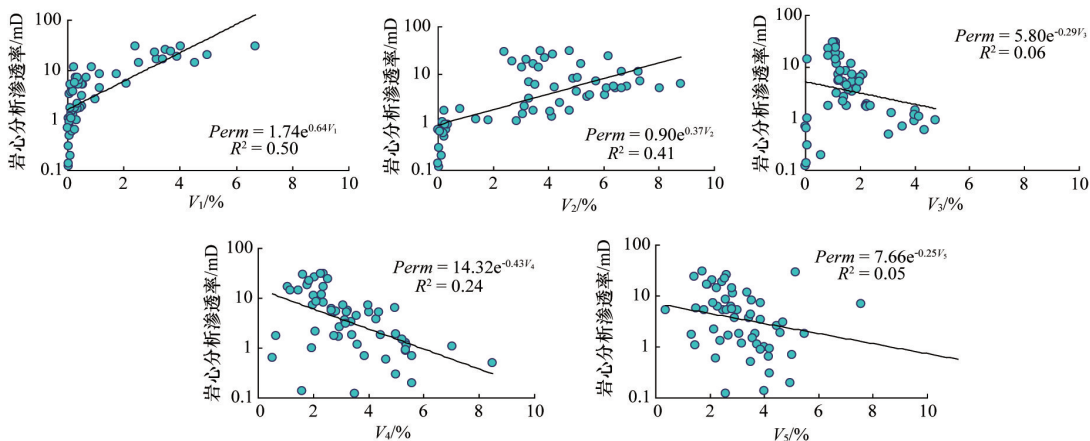 岩心分析渗透率/mD
100
10
1
0.1
0 2 4 6 8 10
V₁/%
Perm = 1.74e^{0.64V₁}
R² = 0.50
岩心分析渗透率/mD
100
10
1
0.1
0 2 4 6 8 10
V₂/%
Perm = 0.90e^{0.37V₂}
R² = 0.41
岩心分析渗透率/mD
100
10
1
0.1
0 2 4 6 8 10
V₃/%
Perm = 5.80e^{-0.29V₃}
R² = 0.06
岩心分析渗透率/mD
100
10
1
0.1
0 2 4 6 8 10
V₄/%
Perm = 14.32e^{-0.43V₄}
R² = 0.24
岩心分析渗透率/mD
100
10
1
0.1
0 2 4 6 8 10
V₅/%
Perm = 7.66e^{-0.25V₅}
R² = 0.05